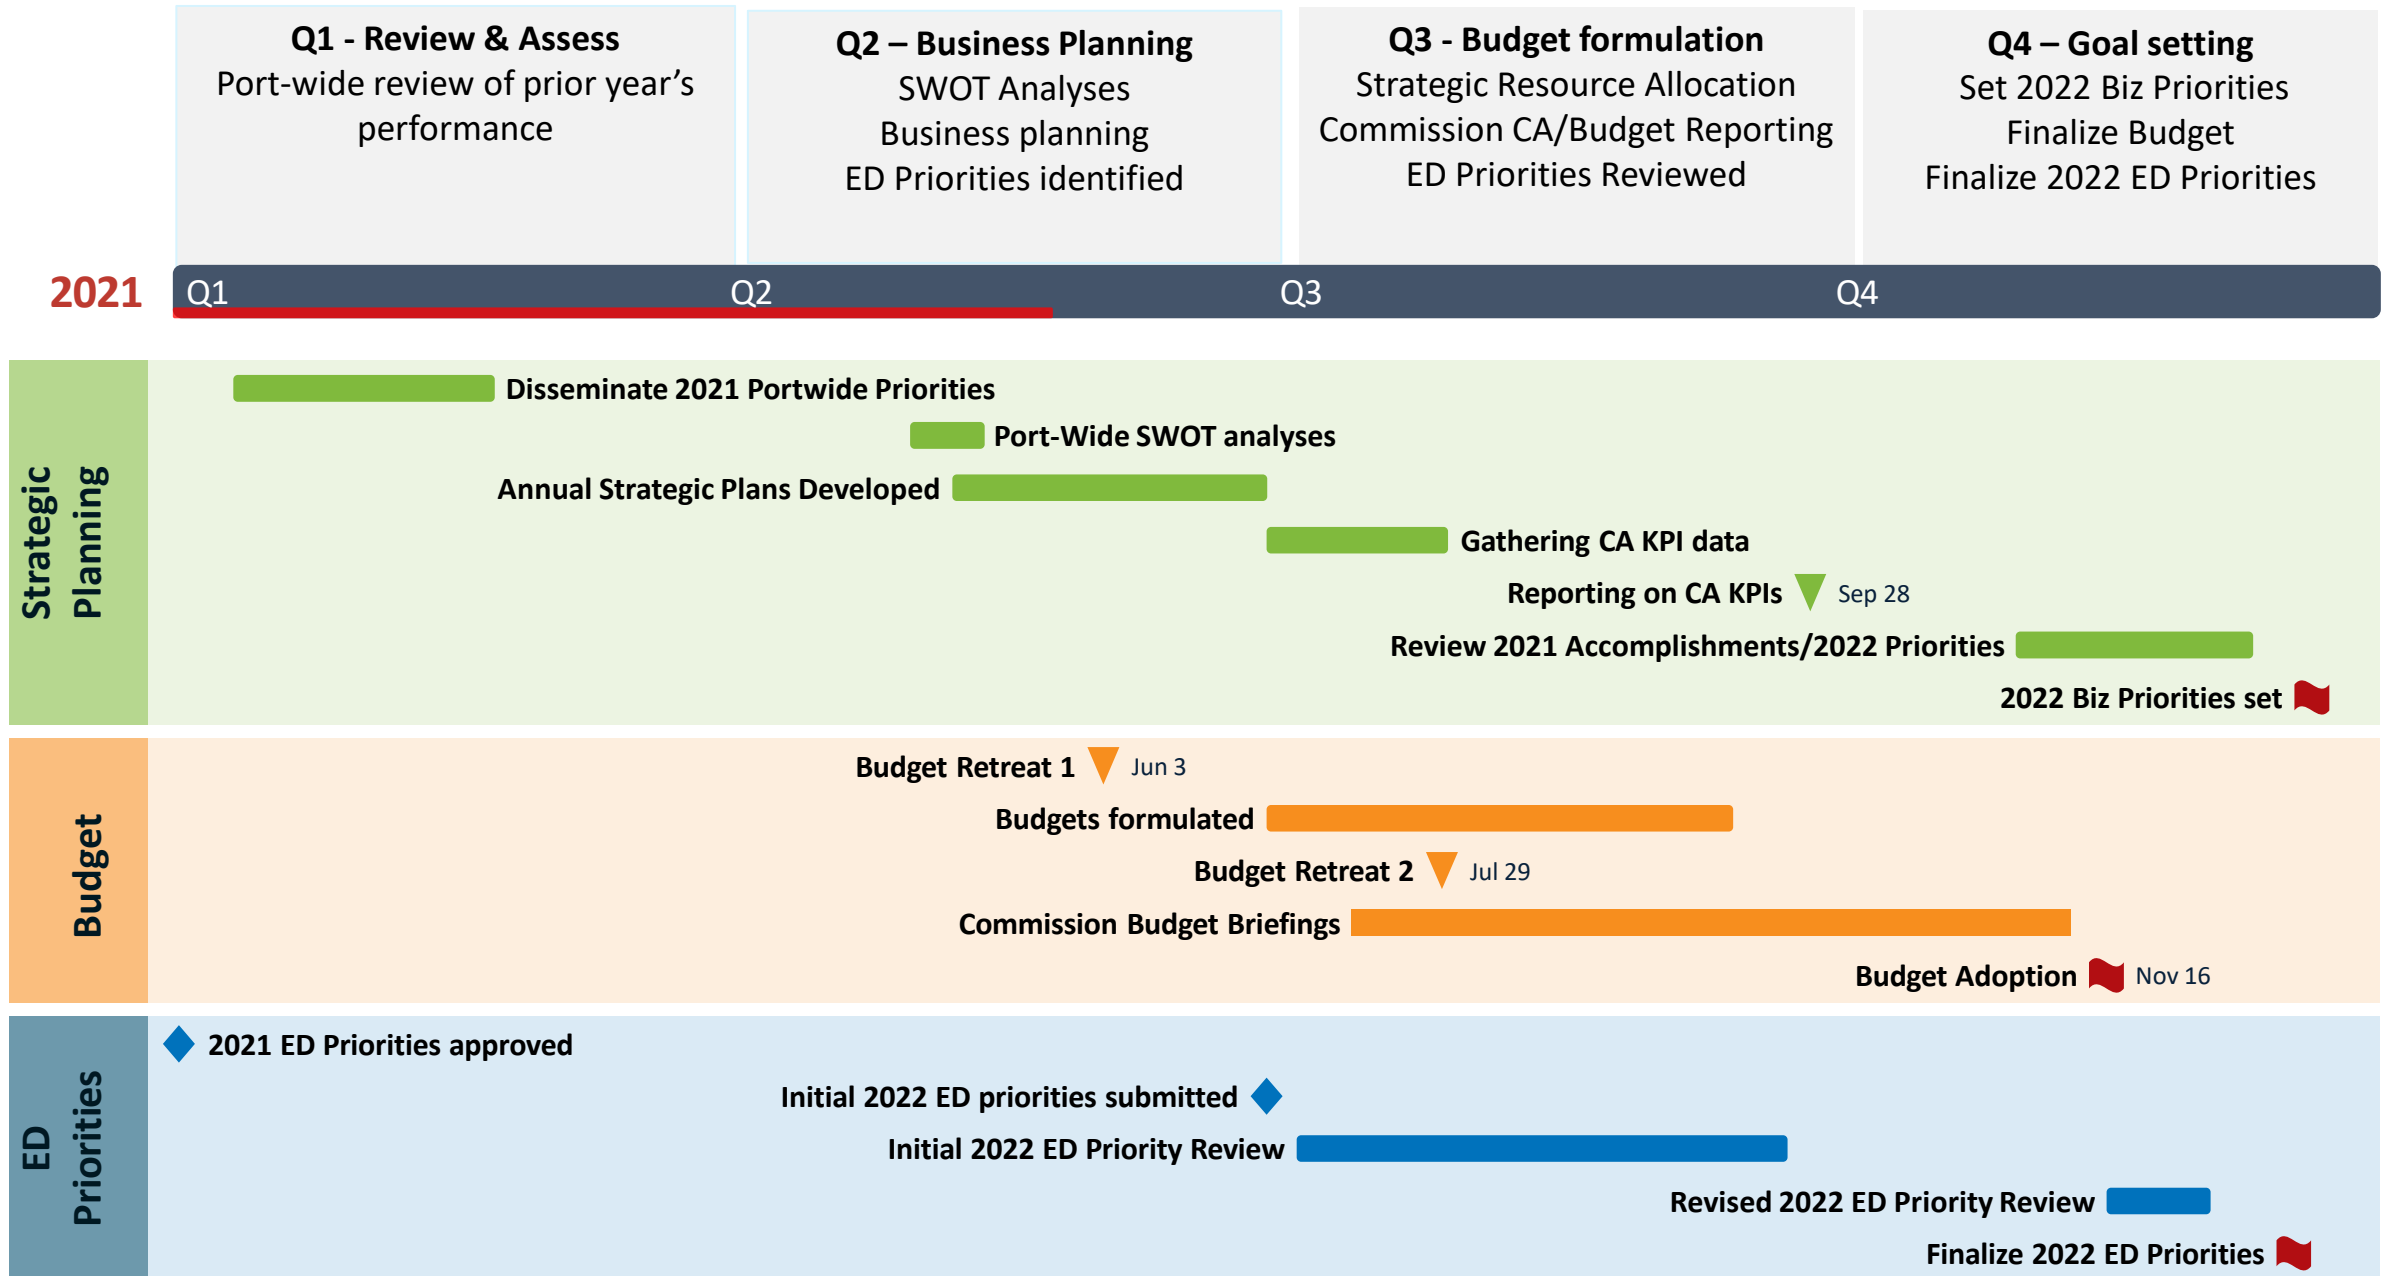 Q1 - Review & Assess
Port-wide review of prior year's
performance
Q2 – Business Planning
SWOT Analyses
Business planning
ED Priorities identified
Q3 - Budget formulation
Strategic Resource Allocation
Commission CA/Budget Reporting
ED Priorities Reviewed
Q4 – Goal setting
Set 2022 Biz Priorities
Finalize Budget
Finalize 2022 ED Priorities
2021
Q1
Q2
Q3
Q4
Strategic
Planning
Disseminate 2021 Portwide Priorities
Port-Wide SWOT analyses
Annual Strategic Plans Developed
Gathering CA KPI data
Reporting on CA KPIs
Sep 28
Review 2021 Accomplishments/2022 Priorities
2022 Biz Priorities set
Budget
Budget Retreat 1
Jun 3
Budgets formulated
Budget Retreat 2
Jul 29
Commission Budget Briefings
Budget Adoption
Nov 16
ED
Priorities
2021 ED Priorities approved
Initial 2022 ED priorities submitted
Initial 2022 ED Priority Review
Revised 2022 ED Priority Review
Finalize 2022 ED Priorities